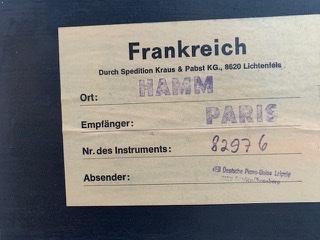 Frankreich
Durch Spedition Kraus & Pabst KG., 8620 Lichtenfels
Ort: HAMM
Empfänger: PARIS
Nr. des Instruments: 82976
Absender: Deutsche Piano-Union Leipzig